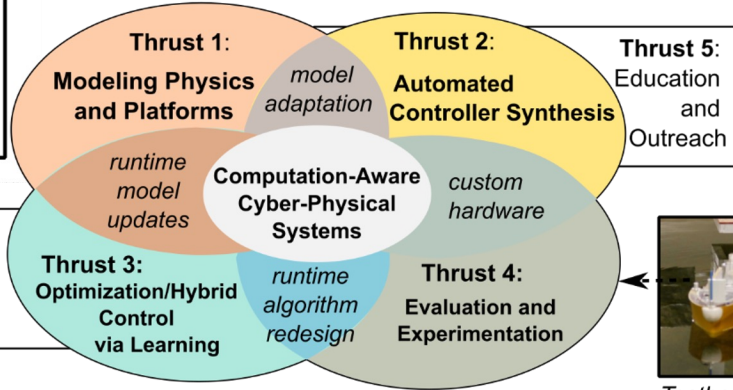 Thrust 1:
Modeling Physics
and Platforms
model
adaptation
Thrust 2:
Automated
Controller Synthesis
Thrust 5:
Education
and
Outreach
runtime
model
updates
Computation-Aware
Cyber-Physical
Systems
custom
hardware
Thrust 3:
Optimization/Hybrid
Control
via Learning
runtime
algorithm
redesign
Thrust 4:
Evaluation and
Experimentation